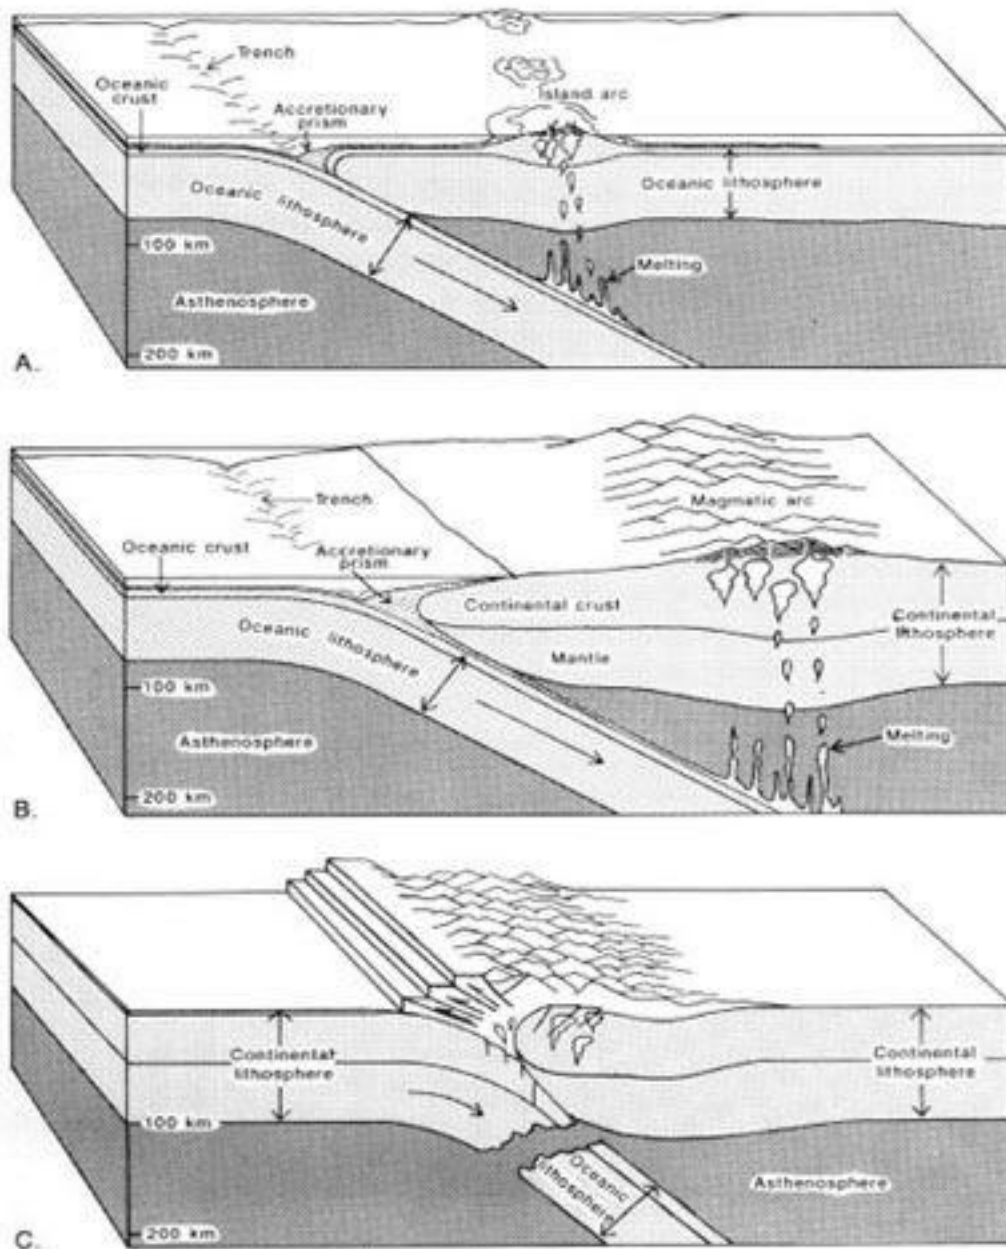 Trench
Oceanic
crust
Accretionary
prism
Island arc
Oceanic lithosphere
Oceanic lithosphere
100 km
Melting
Asthenosphere
200 km
A.
Trench
Magmatic arc
Oceanic crust
Accretionary
prism
Continental crust
Continental
lithosphere
Oceanic lithosphere
Mantle
100 km
Asthenosphere
Melting
200 km
B.
Continental
lithosphere
Continental
lithosphere
100 km
Oceanic
lithosphere
Asthenosphere
200 km
C.